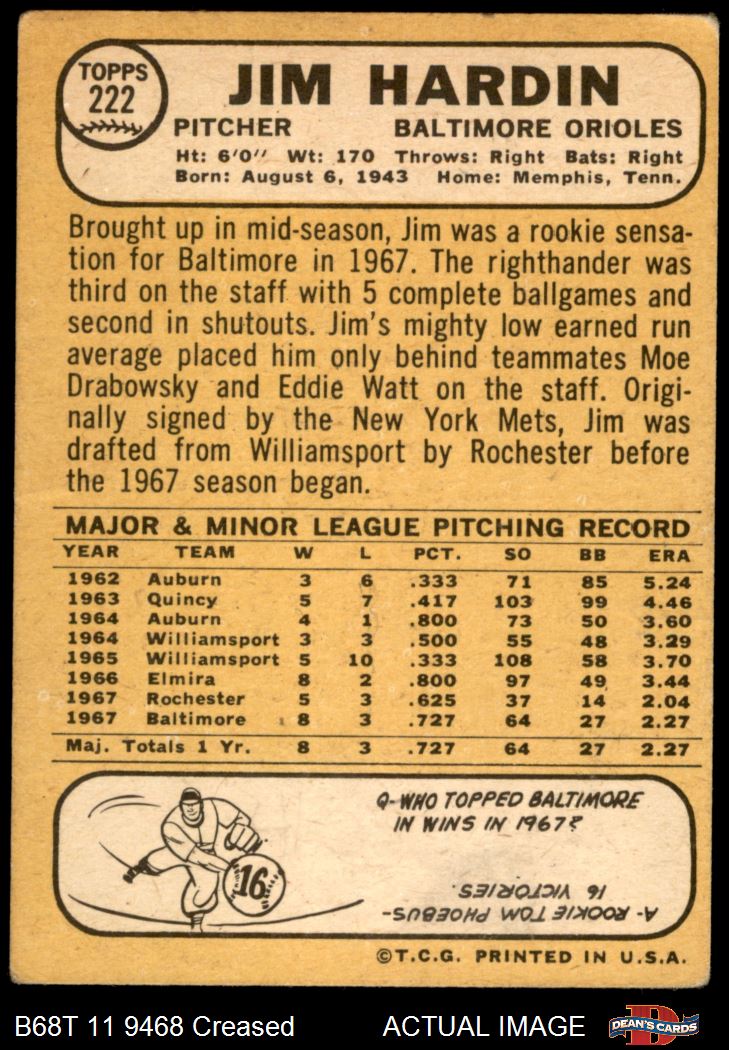 TOPPS
222
JIM HARDIN
PITCHER BALTIMORE ORIOLES
Ht: 6'0" Wt: 170 Throws: Right Bats: Right
Born: August 6, 1943 Home: Memphis, Tenn.
Brought up in mid-season, Jim was a rookie sensa-
tion for Baltimore in 1967. The righthander was
third on the staff with 5 complete ballgames and
second in shutouts. Jim's mighty low earned run
average placed him only behind teammates Moe
Drabowsky and Eddie Watt on the staff. Origi-
nally signed by the New York Mets, Jim was
drafted from Williamsport by Rochester before
the 1967 season began.
MAJOR & MINOR LEAGUE PITCHING RECORD
YEAR TEAM W L PCT. SO BB ERA
1962 Auburn 3 6 .333 71 85 5.24
1963 Quincy 5 7 .417 103 99 4.46
1964 Auburn 4 1 .800 73 50 3.60
1964 Williamsport 3 3 .500 55 48 3.29
1965 Williamsport 5 10 .333 108 58 3.70
1966 Elmira 8 2 .800 97 49 3.44
1967 Rochester 5 3 .625 37 14 2.04
1967 Baltimore 8 3 .727 64 27 2.27
Maj. Totals 1 Yr. 8 3 .727 64 27 2.27
16
Q-WHO TOPPED BALTIMORE
IN WINS IN 1967?
A-ROOKIE TOM PHOEBUS-
16 VICTORIES.
©T.C.G. PRINTED IN U.S.A.
B68T 11 9468 Creased ACTUAL IMAGE
D
DEAN'S CARDS